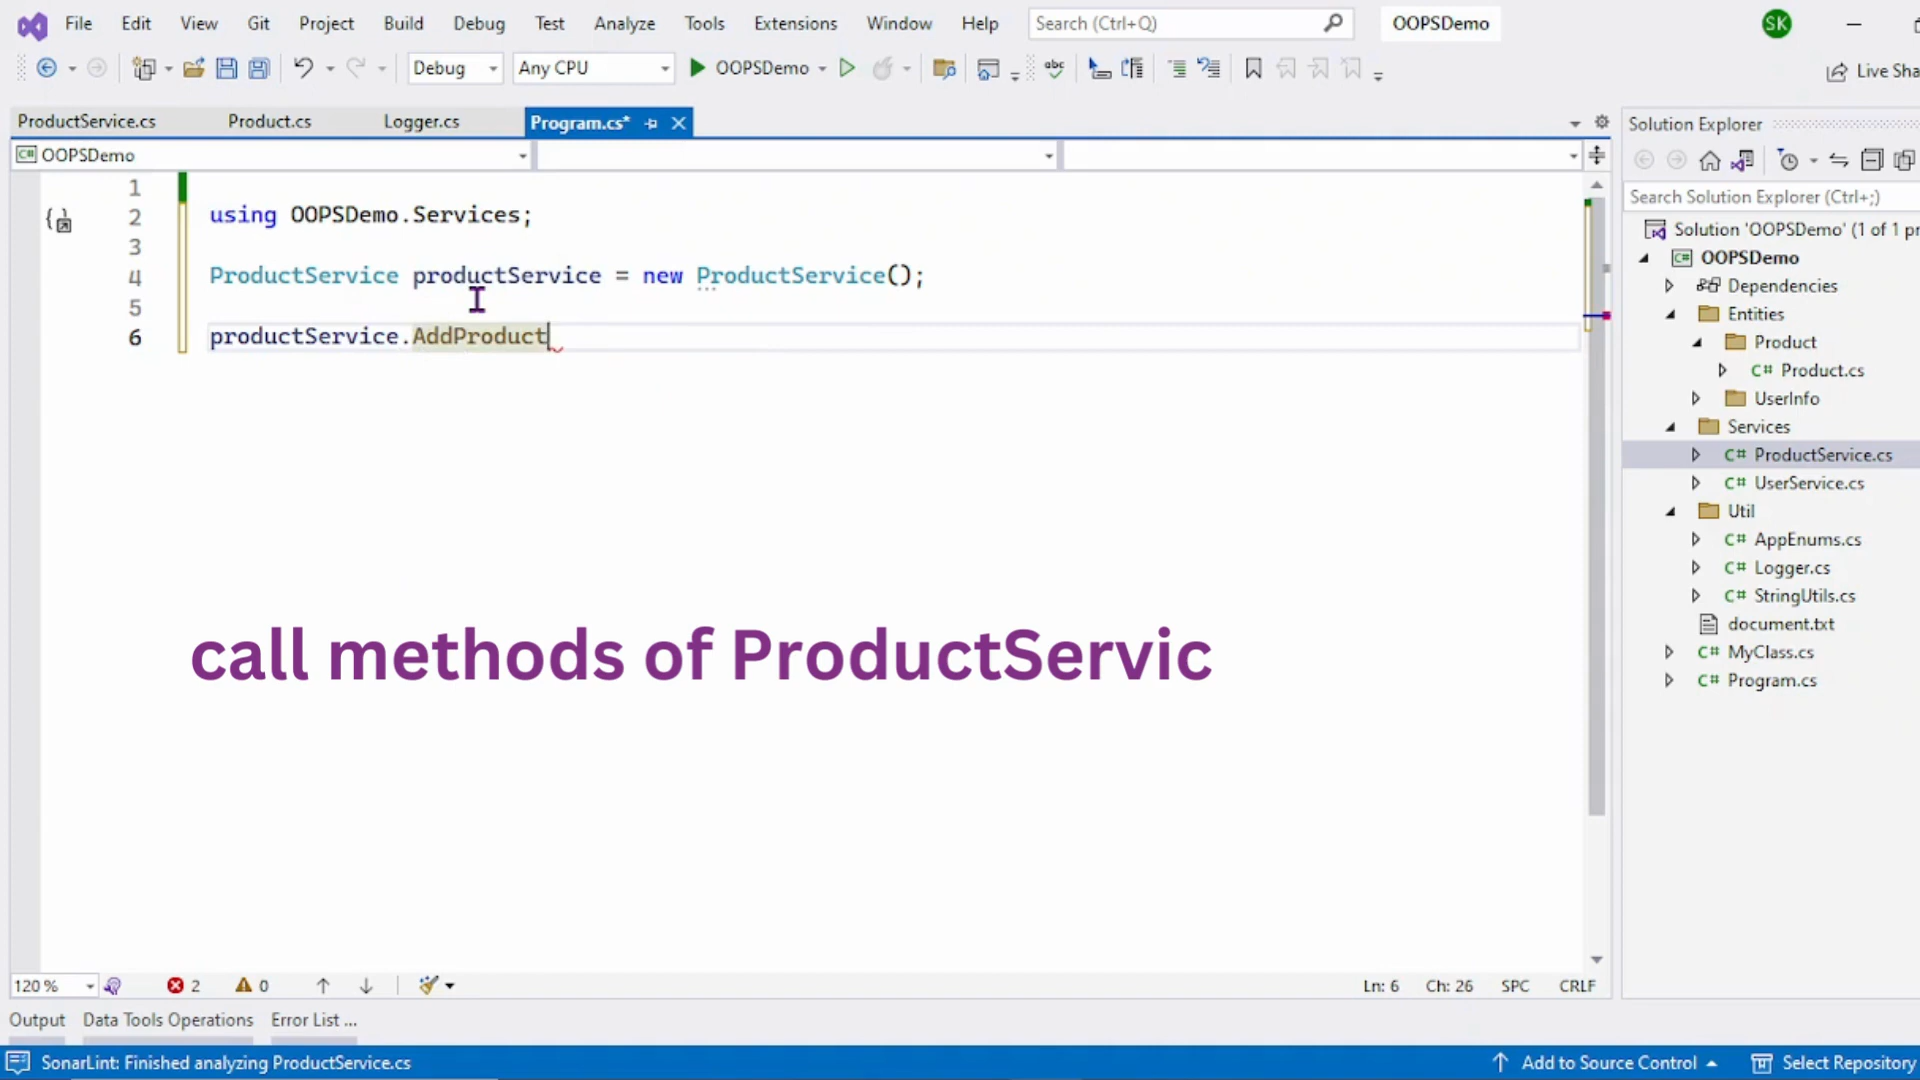 File Edit View Git Project Build Debug Test Analyze Tools Extensions Window Help Search (Ctrl+Q) OOPSDemo SK
Debug Any CPU OOPSDemo abc Live Sha
ProductService.cs Product.cs Logger.cs Program.cs*
C# OOPSDemo
1
2 using OOPSDemo.Services;
3
4 ProductService productService = new ProductService();
5
6 productService.AddProduct
call methods of ProductServic
120 % 2 0 Ln: 6 Ch: 26 SPC CRLF
Output Data Tools Operations Error List ...
SonarLint: Finished analyzing ProductService.cs Add to Source Control Select Repository
Solution Explorer
Search Solution Explorer (Ctrl+;)
Solution 'OOPSDemo' (1 of 1 pr
C# OOPSDemo
Dependencies
Entities
Product
C# Product.cs
UserInfo
Services
C# ProductService.cs
C# UserService.cs
Util
C# AppEnums.cs
C# Logger.cs
C# StringUtils.cs
document.txt
C# MyClass.cs
C# Program.cs